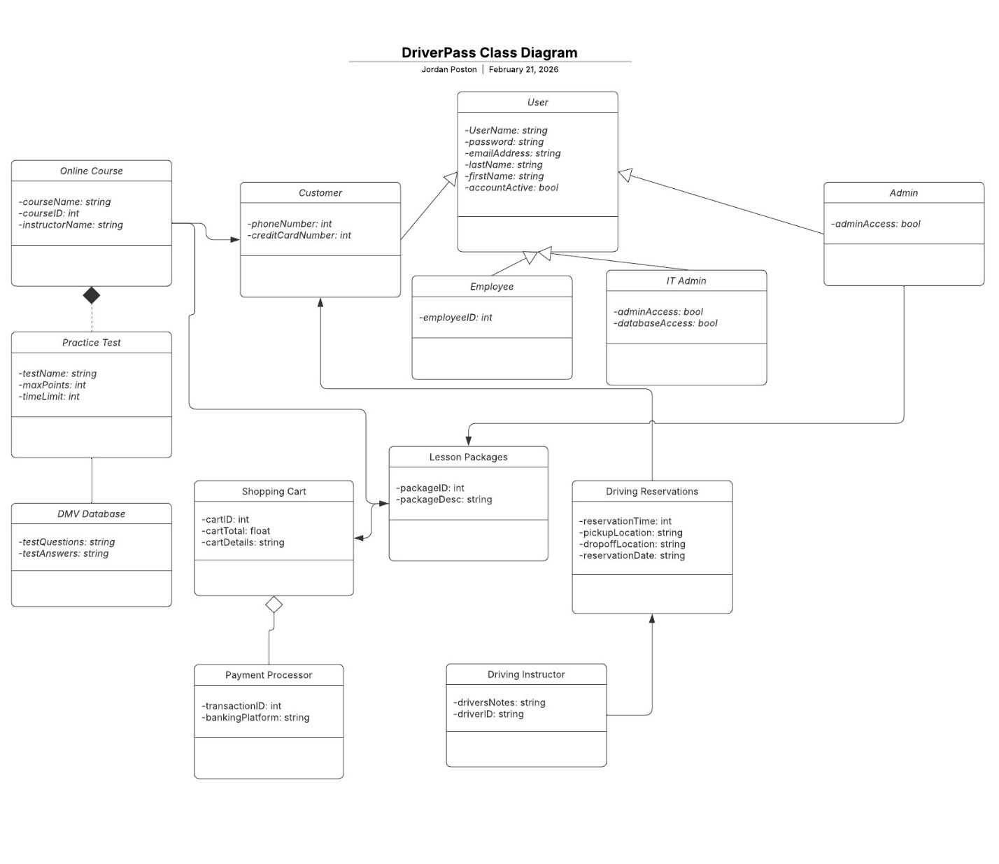 DriverPass Class Diagram
Jordan Poston | February 21, 2026
User
-UserName: string
-password: string
-emailAddress: string
-lastName: string
-firstName: string
-accountActive: bool
Online Course
-courseName: string
-courseID: int
-instructorName: string
Customer
-phoneNumber: int
-creditCardNumber: int
Admin
-adminAccess: bool
Employee
-employeeID: int
IT Admin
-adminAccess: bool
-databaseAccess: bool
Practice Test
-testName: string
-maxPoints: int
-timeLimit: int
Lesson Packages
-packageID: int
-packageDesc: string
Shopping Cart
-cartID: int
-cartTotal: float
-cartDetails: string
Driving Reservations
-reservationTime: int
-pickupLocation: string
-dropoffLocation: string
-reservationDate: string
DMV Database
-testQuestions: string
-testAnswers: string
Payment Processor
-transactionID: int
-bankingPlatform: string
Driving Instructor
-driversNotes: string
-driverID: string